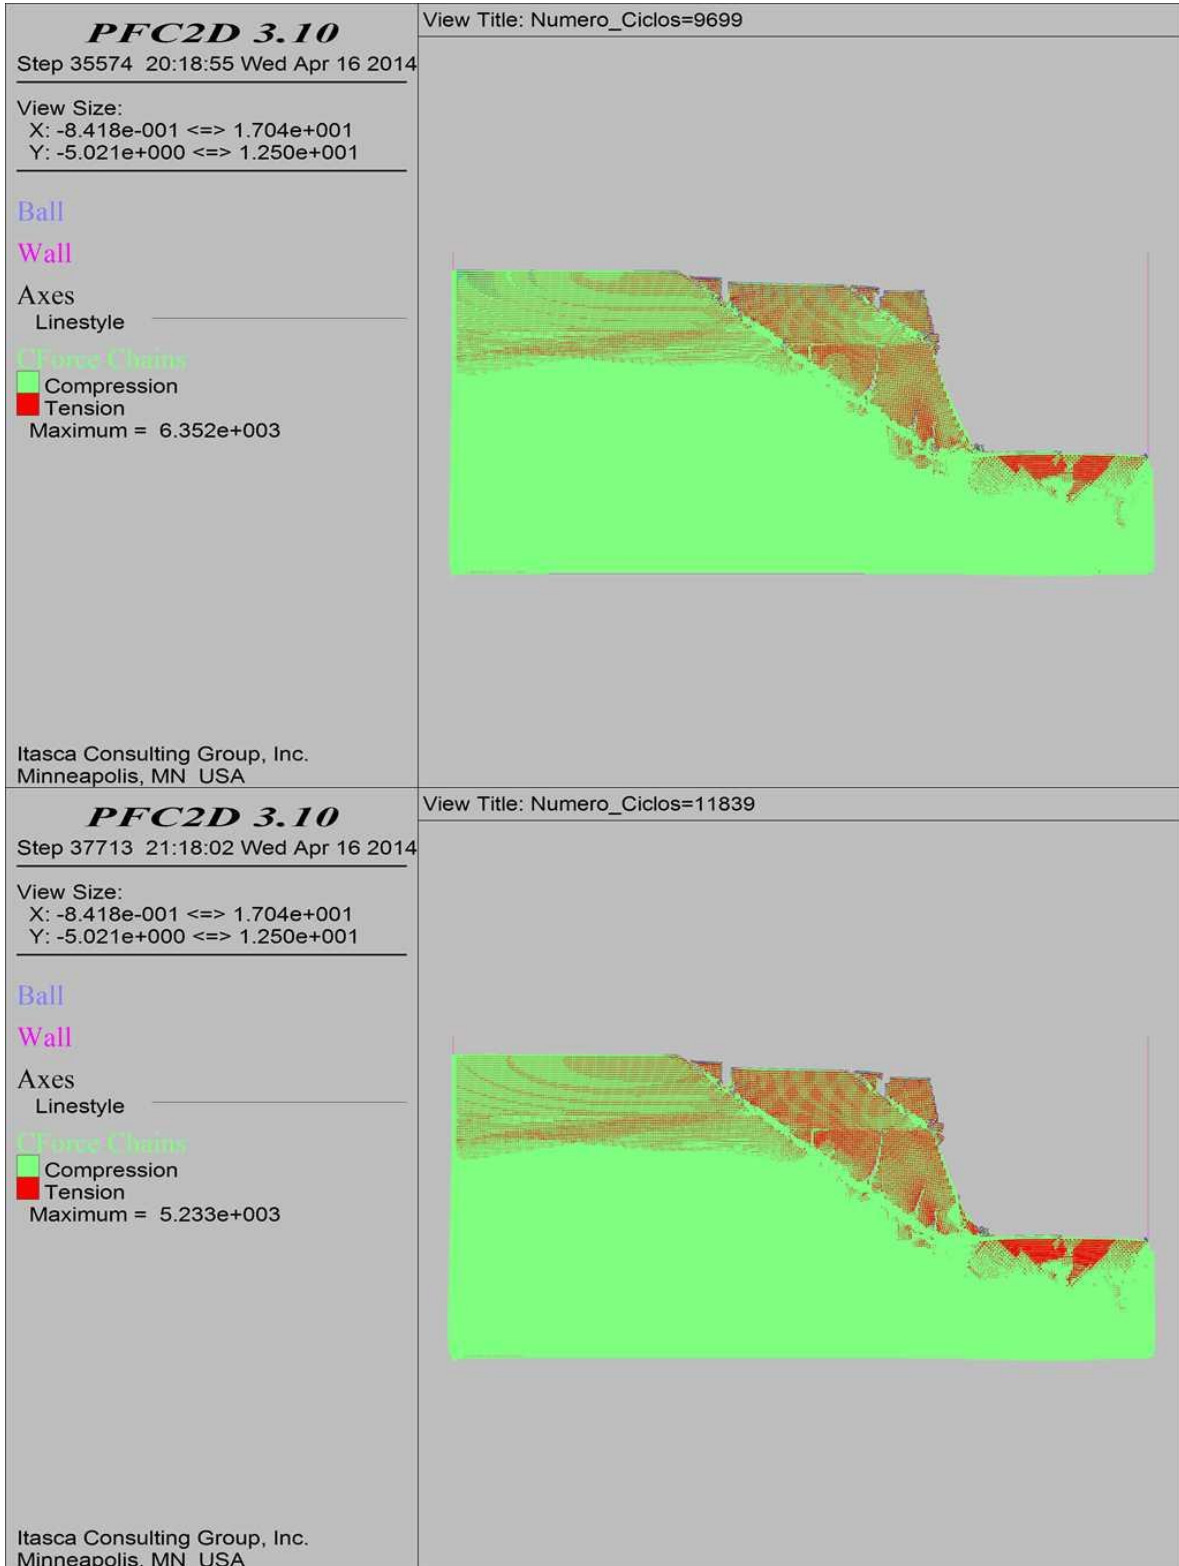 PFC2D 3.10
Step 35574  20:18:55 Wed Apr 16 2014
View Size:
X: -8.418e-001 <=> 1.704e+001
Y: -5.021e+000 <=> 1.250e+001
Ball
Wall
Axes
Linestyle
CForce Chains
Compression
Tension
Maximum =  6.352e+003
Itasca Consulting Group, Inc.
Minneapolis, MN  USA
View Title: Numero_Ciclos=9699
PFC2D 3.10
Step 37713  21:18:02 Wed Apr 16 2014
View Size:
X: -8.418e-001 <=> 1.704e+001
Y: -5.021e+000 <=> 1.250e+001
Ball
Wall
Axes
Linestyle
CForce Chains
Compression
Tension
Maximum =  5.233e+003
Itasca Consulting Group, Inc.
Minneapolis, MN  USA
View Title: Numero_Ciclos=11839